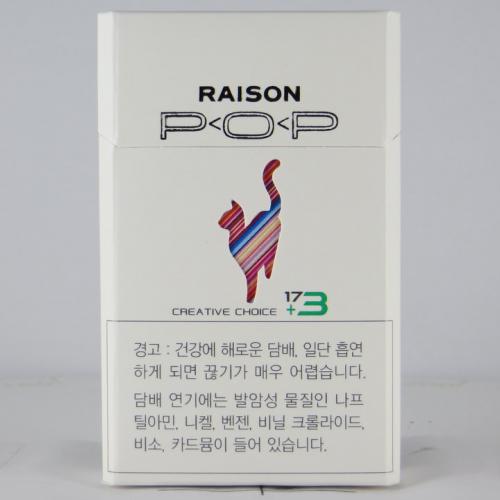 RAISON
P<O<P
CREATIVE CHOICE 17+3
경고 : 건강에 해로운 담배, 일단 흡연
하게 되면 끊기가 매우 어렵습니다.
담배 연기에는 발암성 물질인 나프
틸아민, 니켈, 벤젠, 비닐 크롤라이드,
비소, 카드뮴이 들어 있습니다.